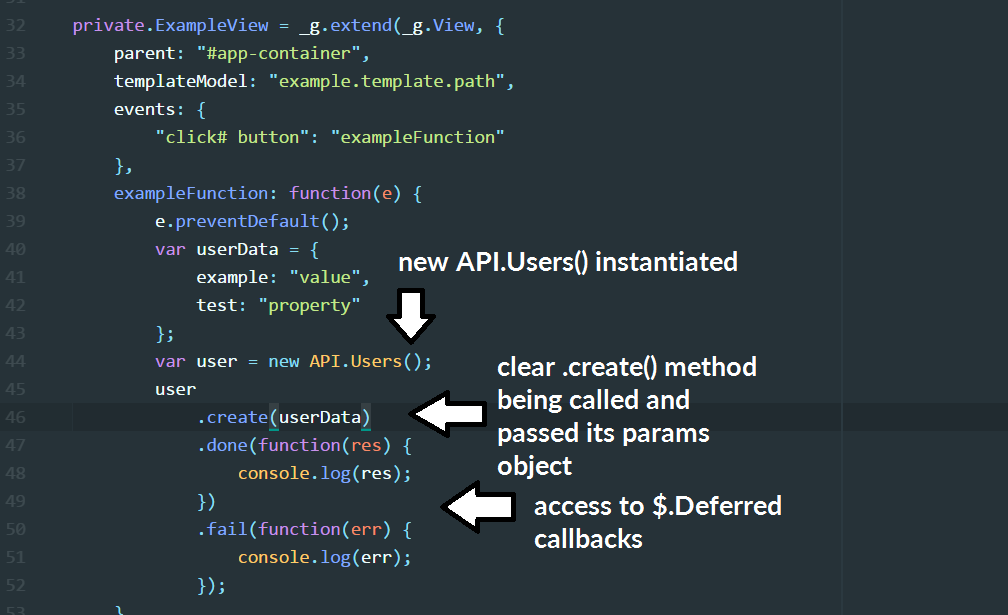 32 private.ExampleView = _g.extend(_g.View, {
33 parent: "#app-container",
34 templateModel: "example.template.path",
35 events: {
36 "click# button": "exampleFunction"
37 },
38 exampleFunction: function(e) {
39 e.preventDefault();
40 var userData = {
41 example: "value",
42 test: "property"
43 };
44 var user = new API.Users();
45 user
46 .create(userData)
47 .done(function(res) {
48 console.log(res);
49 })
50 .fail(function(err) {
51 console.log(err);
52 });
53 }
new API.Users() instantiated
clear .create() method
being called and
passed its params
object
access to $.Deferred
callbacks